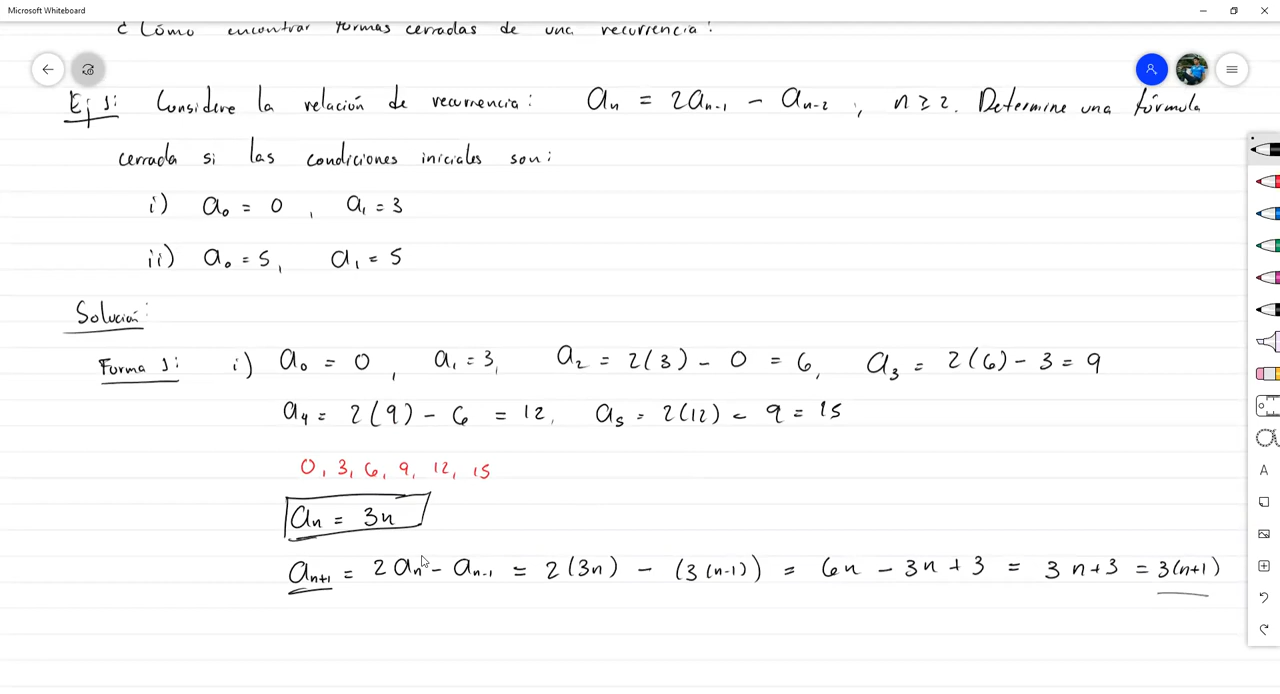 Microsoft Whiteboard
¿Cómo encontrar formas cerradas de una recurrencia?
Ej 1: Considere la relación de recurrencia: aₙ = 2aₙ₋₁ - aₙ₋₂, n ≥ 2. Determine una fórmula
cerrada si las condiciones iniciales son:
i) a₀ = 0, a₁ = 3
ii) a₀ = 5, a₁ = 5
Solución:
Forma 1: i) a₀ = 0, a₁ = 3, a₂ = 2(3) - 0 = 6, a₃ = 2(6) - 3 = 9
a₄ = 2(9) - 6 = 12, a₅ = 2(12) - 9 = 15
0, 3, 6, 9, 12, 15
aₙ = 3n
aₙ₊₁ = 2aₙ - aₙ₋₁ = 2(3n) - (3(n-1)) = 6n - 3n + 3 = 3n+3 = 3(n+1)
A